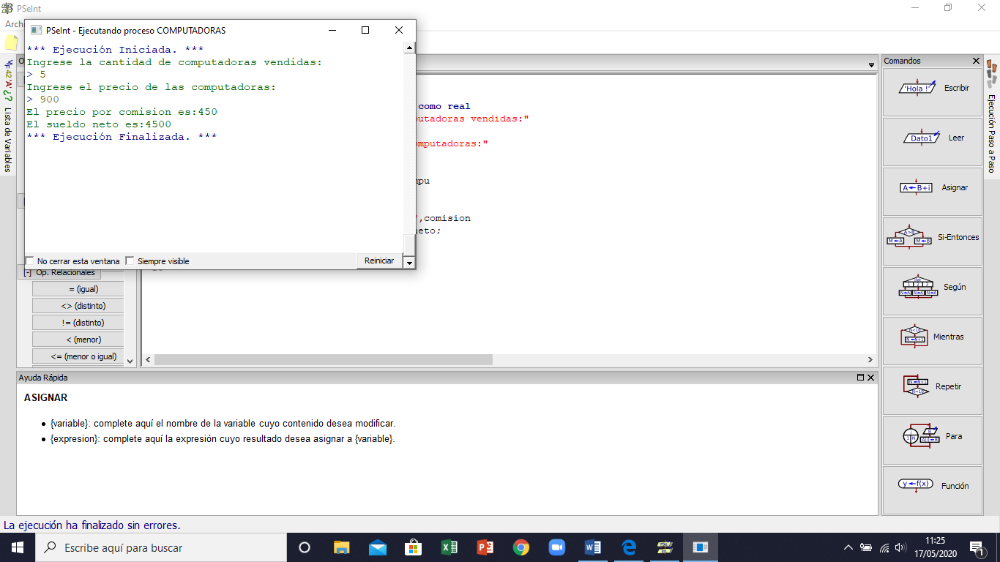 PSeInt
Archi
PSeInt - Ejecutando proceso COMPUTADORAS
*** Ejecución Iniciada. ***
Ingrese la cantidad de computadoras vendidas:
> 5
Ingrese el precio de las computadoras:
> 900
El precio por comision es:450
El sueldo neto es:4500
*** Ejecución Finalizada. ***
No cerrar esta ventana
Siempre visible
Reiniciar
Lista de Variables
como real
putadoras vendidas:"
omputadoras:"
mpu
",comision
neto;
[-] Op. Relacionales
= (igual)
<> (distinto)
!= (distinto)
< (menor)
<= (menor o igual)
Comandos
'Hola !' Escribir
Dato1 Leer
A←B+i Asignar
A>B M←A M←B Si-Entonces
Según
Mientras
Repetir
Para
y←f(x) Función
Ejecución Paso a Paso
Ayuda Rápida
ASIGNAR
• {variable}: complete aquí el nombre de la variable cuyo contenido desea modificar.
• {expresion}: complete aquí la expresión cuyo resultado desea asignar a {variable}.
La ejecución ha finalizado sin errores.
Escribe aquí para buscar
11:25
17/05/2020
1